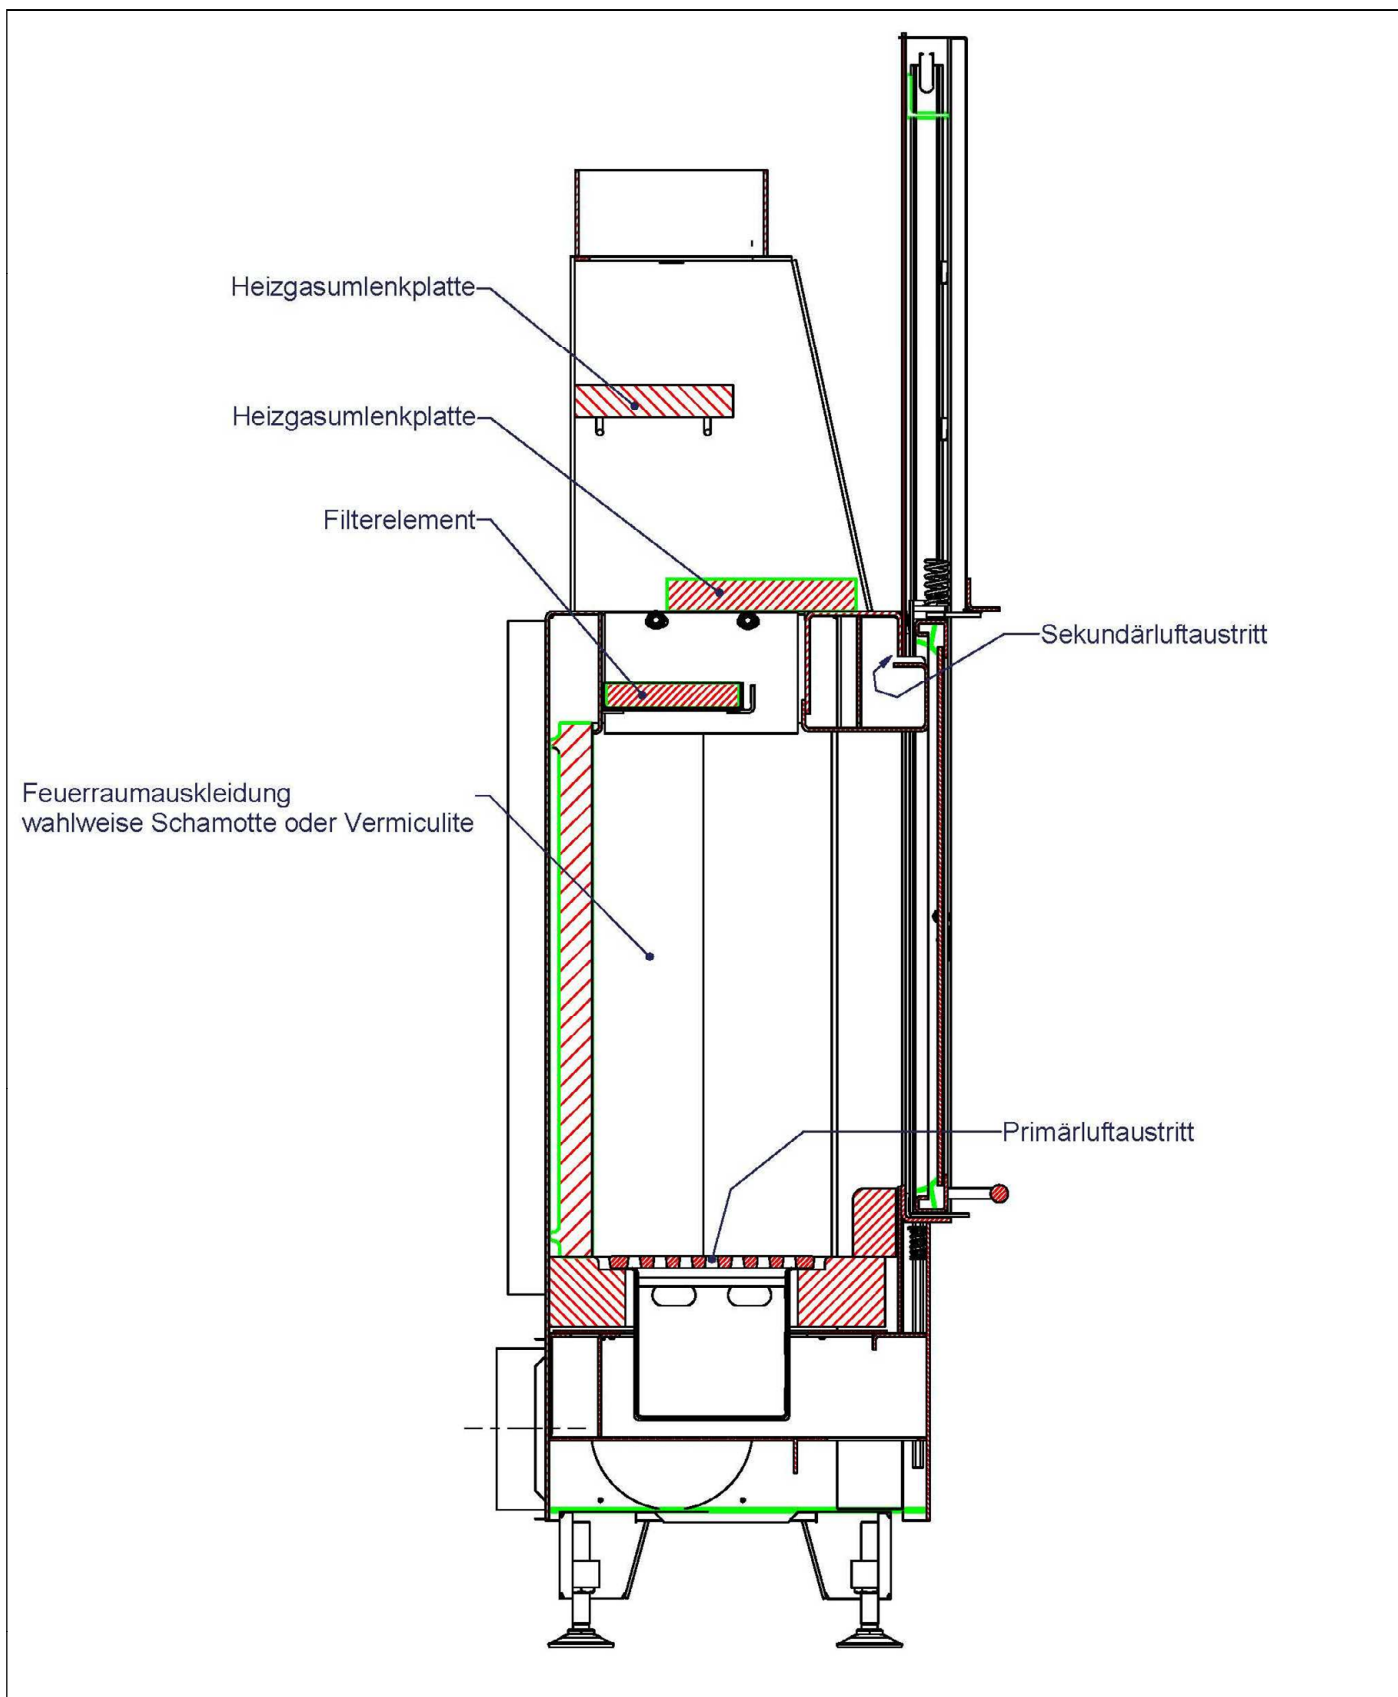 Heizgasumlenkplatte
Heizgasumlenkplatte
Filterelement
Sekundärluftaustritt
Feuerraumauskleidung
wahlweise Schamotte oder Vermiculite
Primärluftaustritt